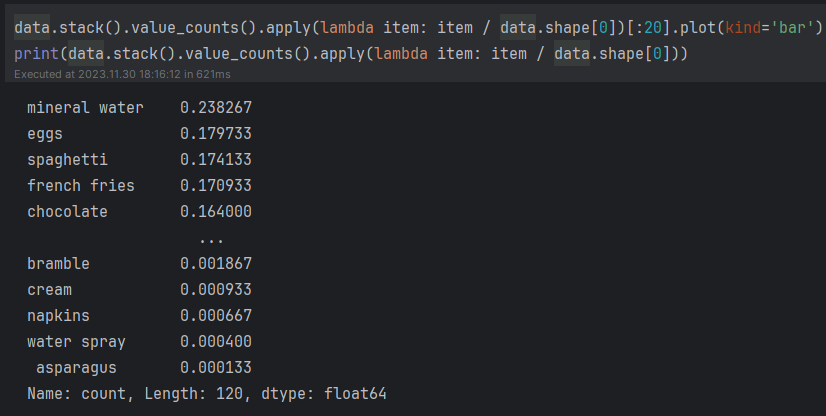 data.stack().value_counts().apply(lambda item: item / data.shape[0])[:20].plot(kind='bar')
print(data.stack().value_counts().apply(lambda item: item / data.shape[0]))
Executed at 2023.11.30 18:16:12 in 621ms
mineral water    0.238267
eggs             0.179733
spaghetti        0.174133
french fries     0.170933
chocolate        0.164000
                   ...
bramble          0.001867
cream            0.000933
napkins          0.000667
water spray      0.000400
 asparagus       0.000133
Name: count, Length: 120, dtype: float64